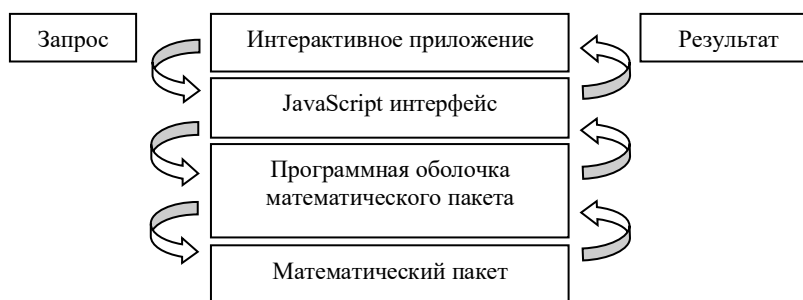 Запрос
Интерактивное приложение
Результат
JavaScript интерфейс
Программная оболочка
математического пакета
Математический пакет